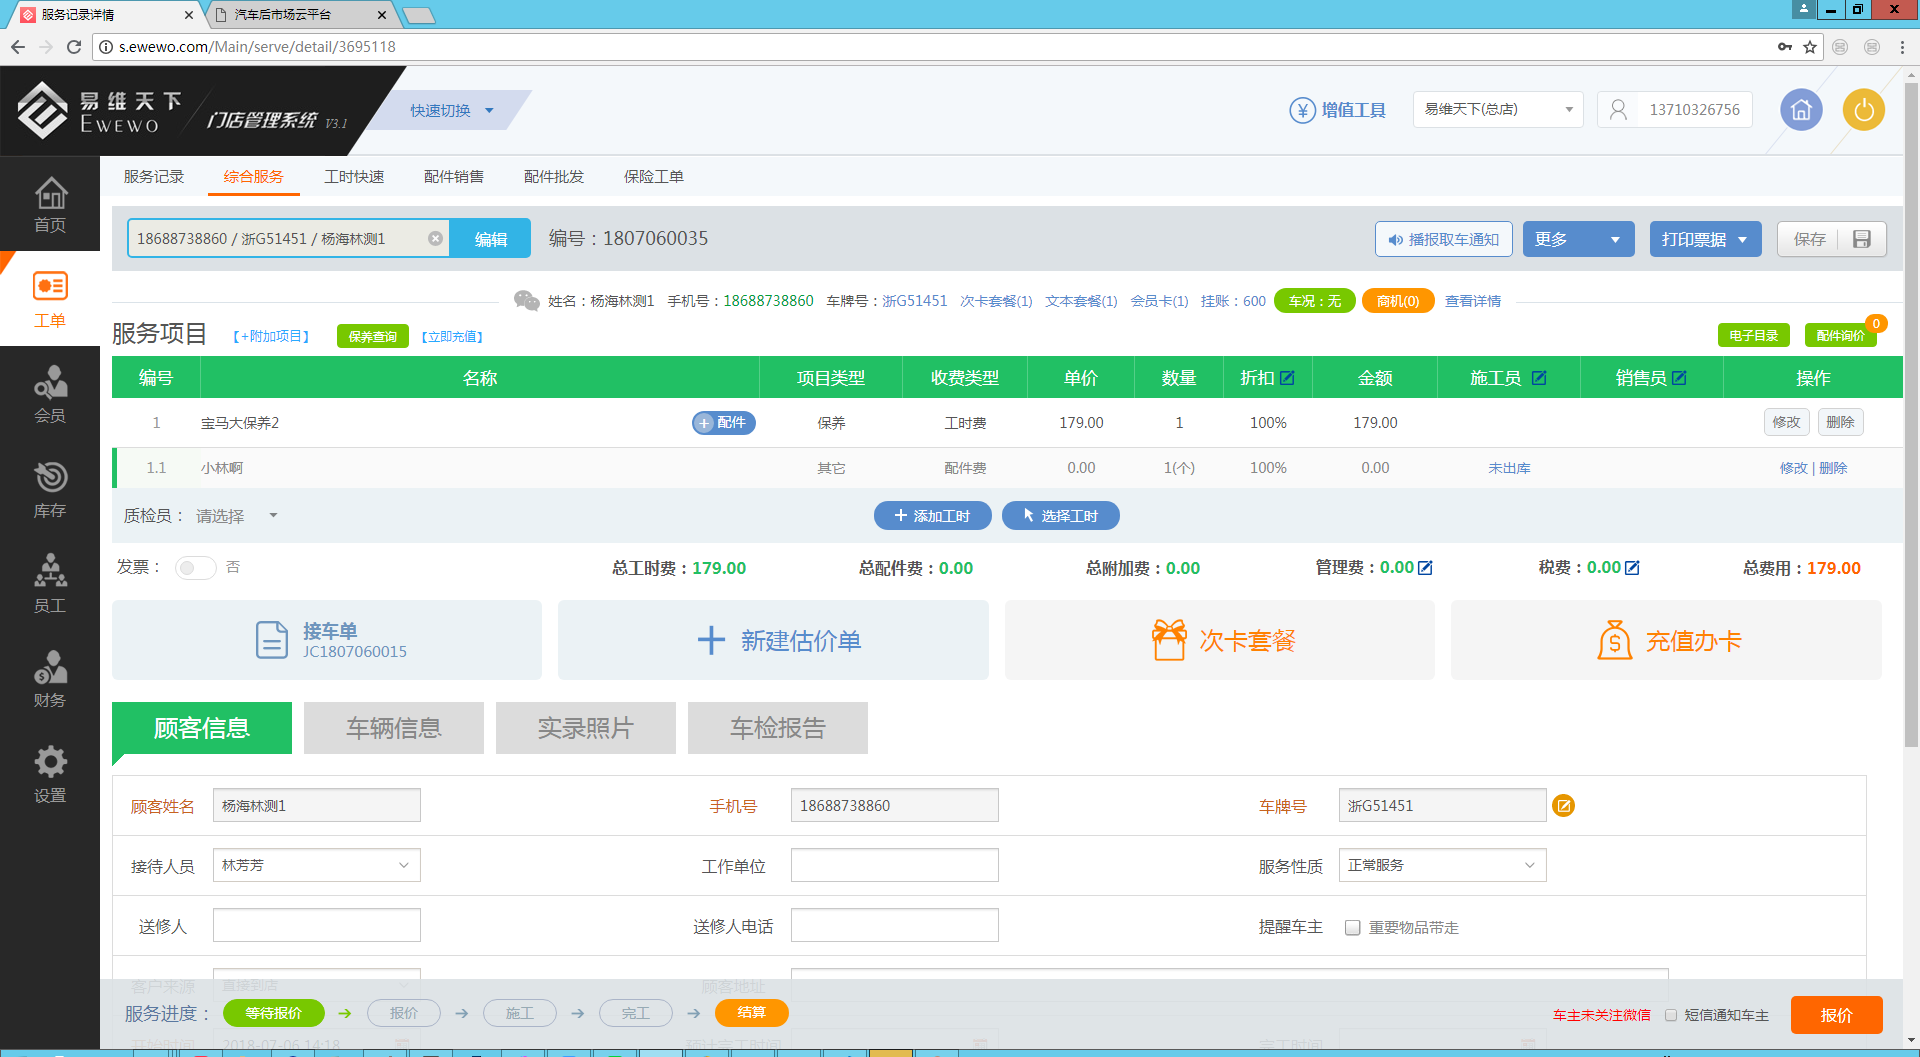 服务记录详情
汽车后市场云平台
s.ewewo.com/Main/serve/detail/3695118
易维天下
EWEWO
门店管理系统 V3.1
快速切换
增值工具
易维天下(总店)
13710326756
首页
工单
会员
库存
员工
财务
设置
服务记录 综合服务 工时快速 配件销售 配件批发 保险工单
18688738860 / 浙G51451 / 杨海林测1 编辑 编号：1807060035 播报取车通知 更多 打印票据 保存
姓名：杨海林测1 手机号：18688738860 车牌号：浙G51451 次卡套餐(1) 文本套餐(1) 会员卡(1) 挂账：600 车况：无 商机(0) 查看详情
服务项目 【+附加项目】 保养查询 【立即充值】 电子目录 配件询价 0
编号 名称 项目类型 收费类型 单价 数量 折扣 金额 施工员 销售员 操作
1 宝马大保养2 + 配件 保养 工时费 179.00 1 100% 179.00 修改 删除
1.1 小林啊 其它 配件费 0.00 1(个) 100% 0.00 未出库 修改 | 删除
质检员： 请选择 + 添加工时 选择工时
发票： 否 总工时费：179.00 总配件费：0.00 总附加费：0.00 管理费：0.00 税费：0.00 总费用：179.00
接车单
JC1807060015
新建估价单
次卡套餐
充值办卡
顾客信息 车辆信息 实录照片 车检报告
顾客姓名 杨海林测1 手机号 18688738860 车牌号 浙G51451
接待人员 林芳芳 工作单位 服务性质 正常服务
送修人 送修人电话 提醒车主 重要物品带走
客户来源 直接到店 顾客地址
服务进度： 等待报价 → 报价 → 施工 → 完工 → 结算 车主未关注微信 短信通知车主 报价
开始时间 2018-07-06 14:18 预计完工时间 完工时间